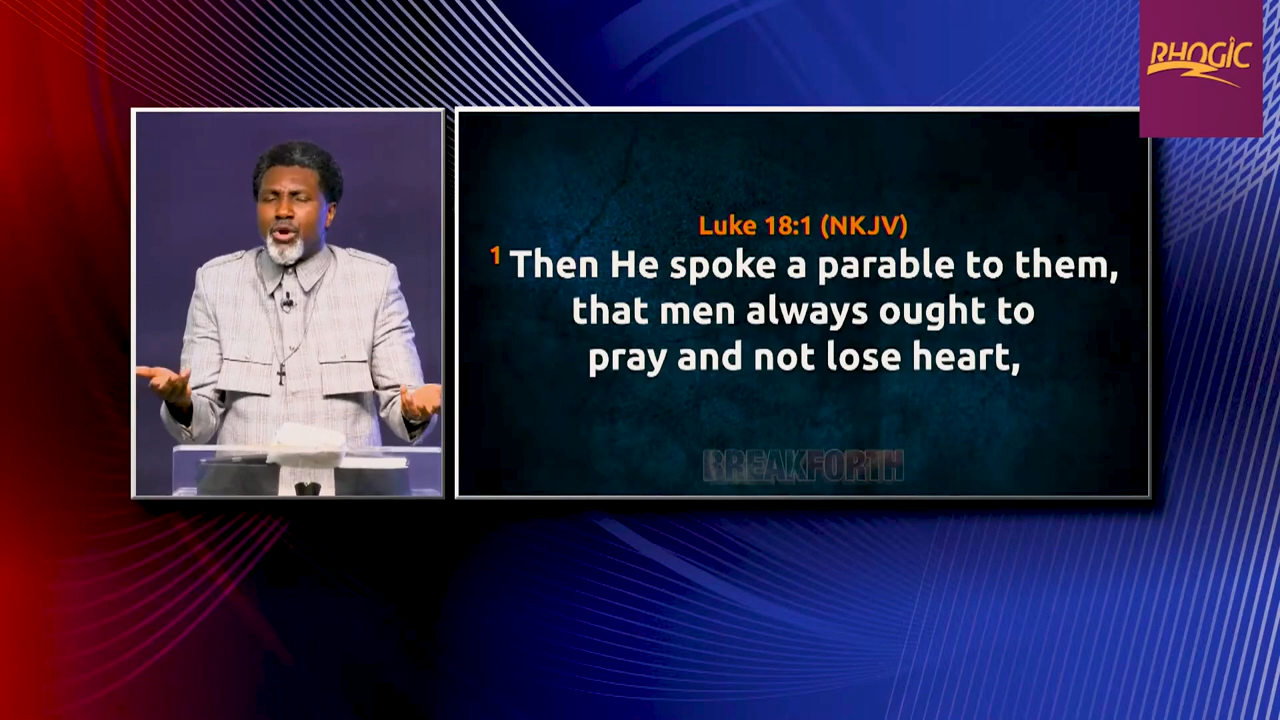 RHOGIC
Luke 18:1 (NKJV)
1 Then He spoke a parable to them,
that men always ought to
pray and not lose heart,
BREAKFORTH